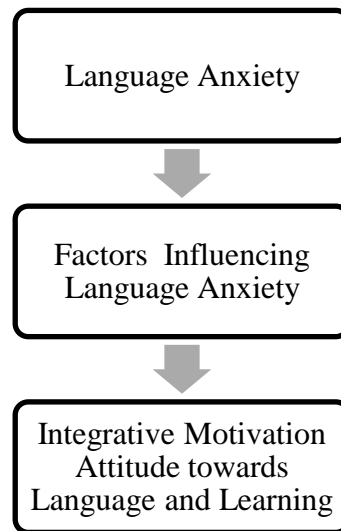 Language Anxiety
Factors Influencing
Language Anxiety
Integrative Motivation
Attitude towards
Language and Learning